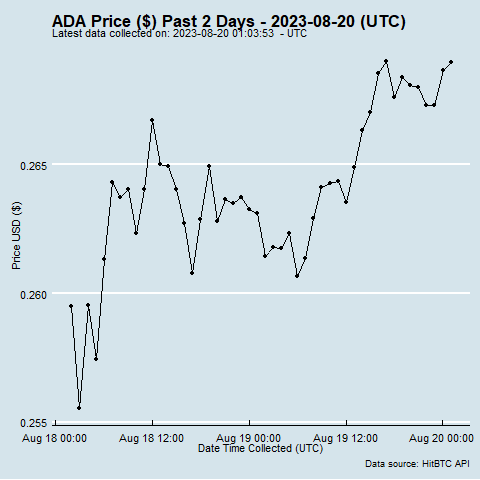 ADA Price ($) Past 2 Days - 2023-08-20 (UTC)
Latest data collected on: 2023-08-20 01:03:53 - UTC
0.265
0.260
0.255
Price USD ($)
Aug 18 00:00 Aug 18 12:00 Aug 19 00:00 Aug 19 12:00 Aug 20 00:00
Date Time Collected (UTC)
Data source: HitBTC API